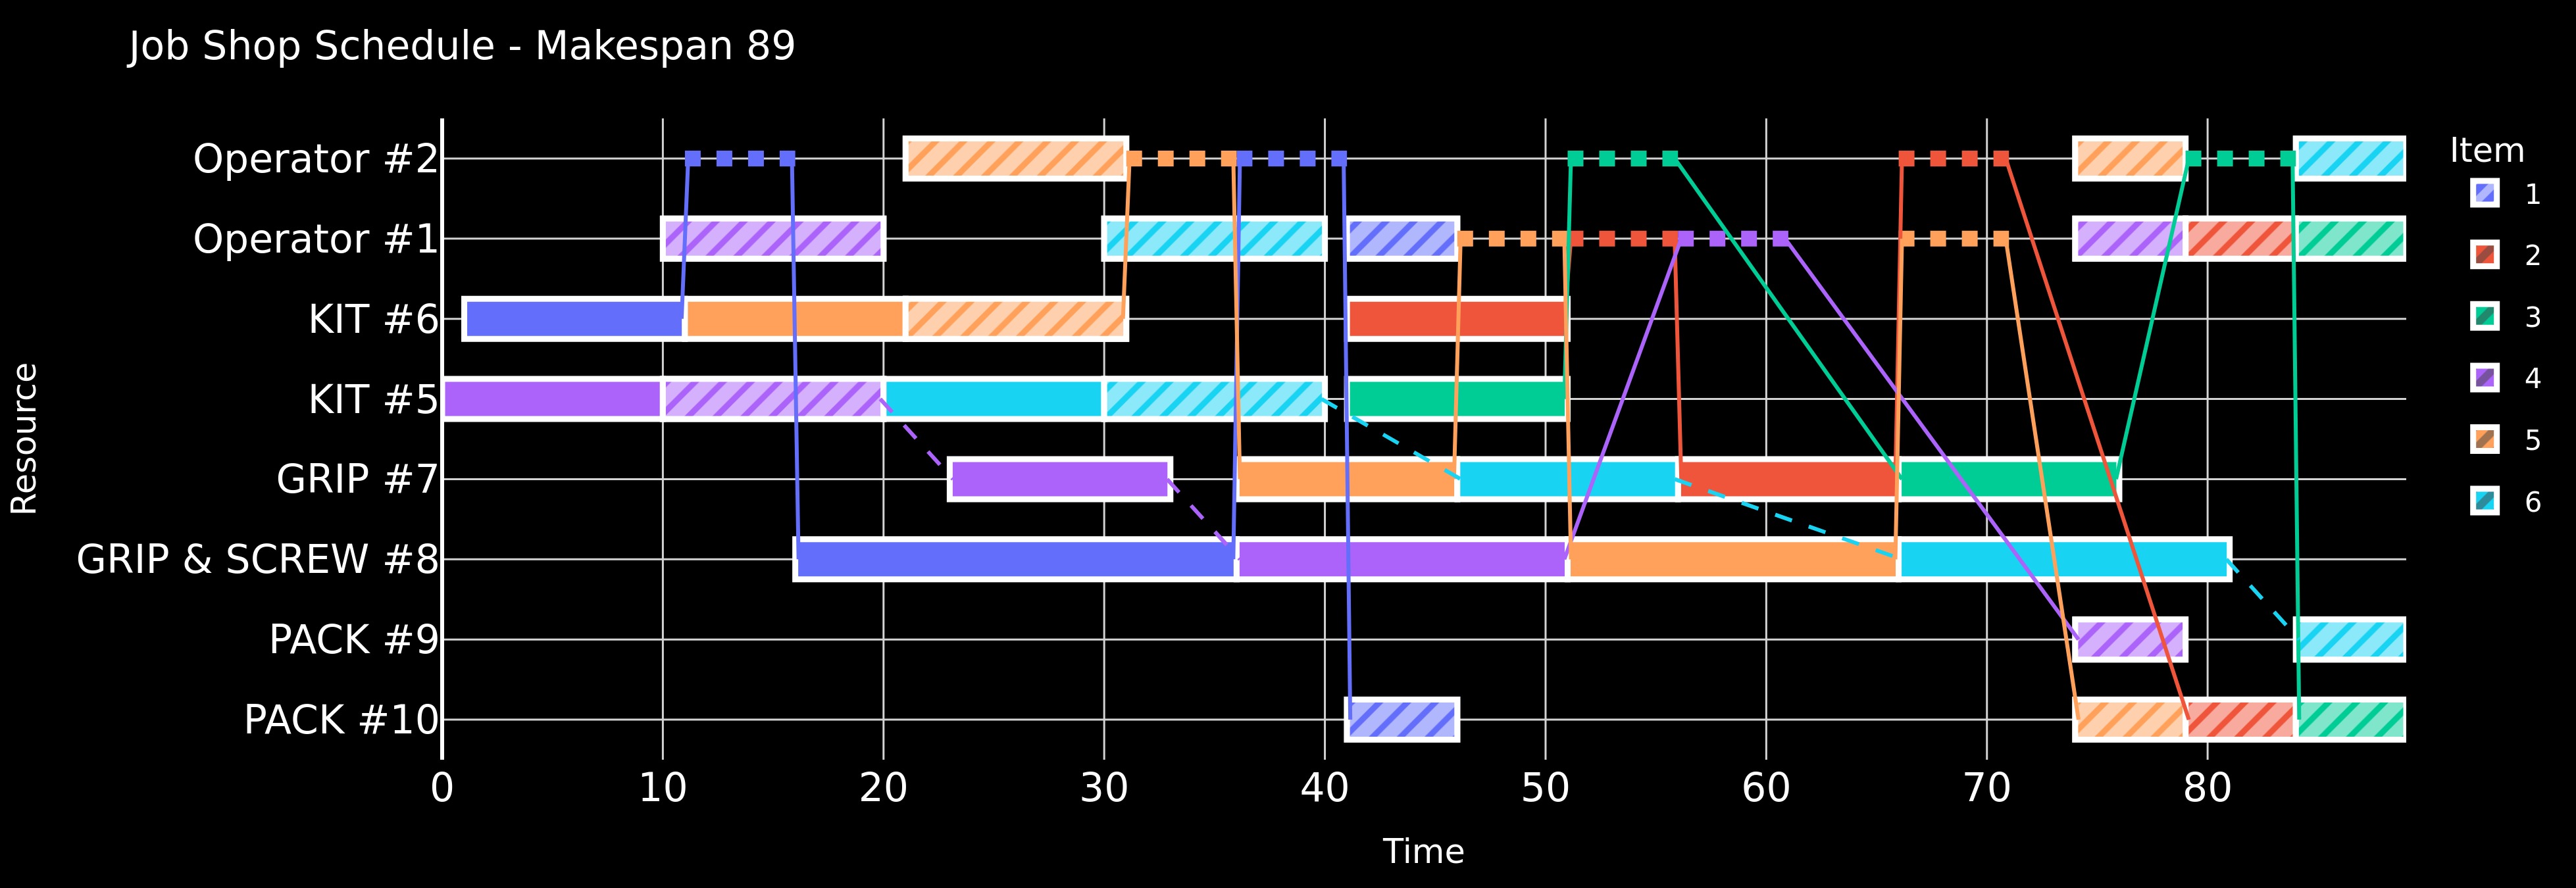 Job Shop Schedule - Makespan 89
Resource
Operator #2
Operator #1
KIT #6
KIT #5
GRIP #7
GRIP & SCREW #8
PACK #9
PACK #10
0 10 20 30 40 50 60 70 80
Time
Item
1
2
3
4
5
6